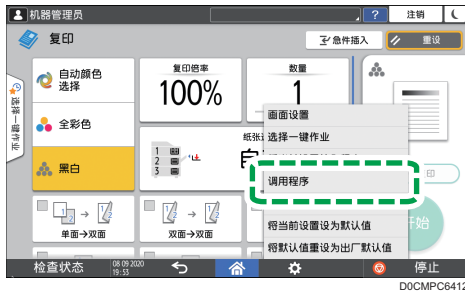 机器管理员
?
注销
复印
急件插入
重设
选择一键作业
自动颜色
选择
全彩色
黑白
复印倍率
100%
数量
1
画面设置
选择一键作业
调用程序
将当前设置设为默认值
将默认值重设为出厂默认值
1
2
3
单面→双面
双面→双面
检查状态
08 09 2020
19:53
停止
D0CMPC6412